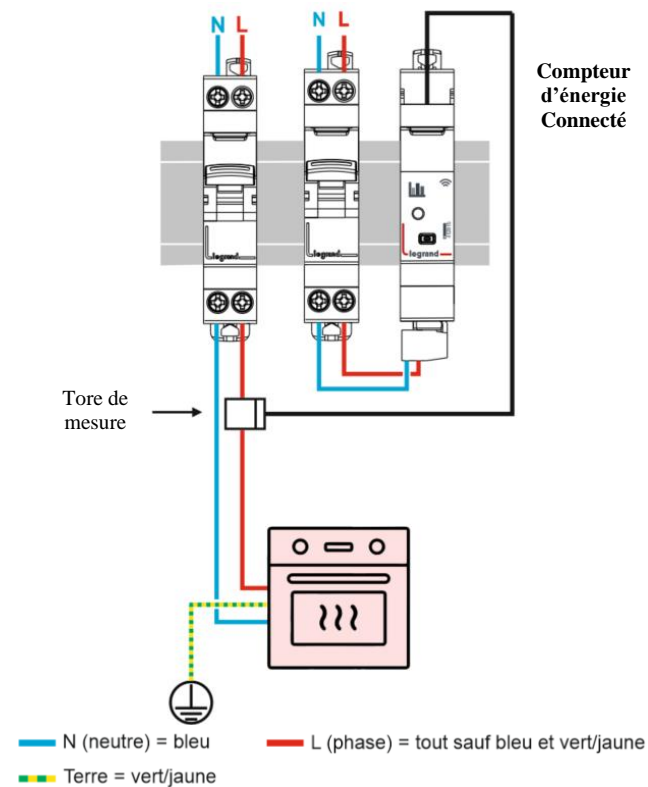 N L
N L
Compteur
d'énergie
Connecté
legrand
legrand
legrand
Tore de
mesure
N (neutre) = bleu
L (phase) = tout sauf bleu et vert/jaune
Terre = vert/jaune